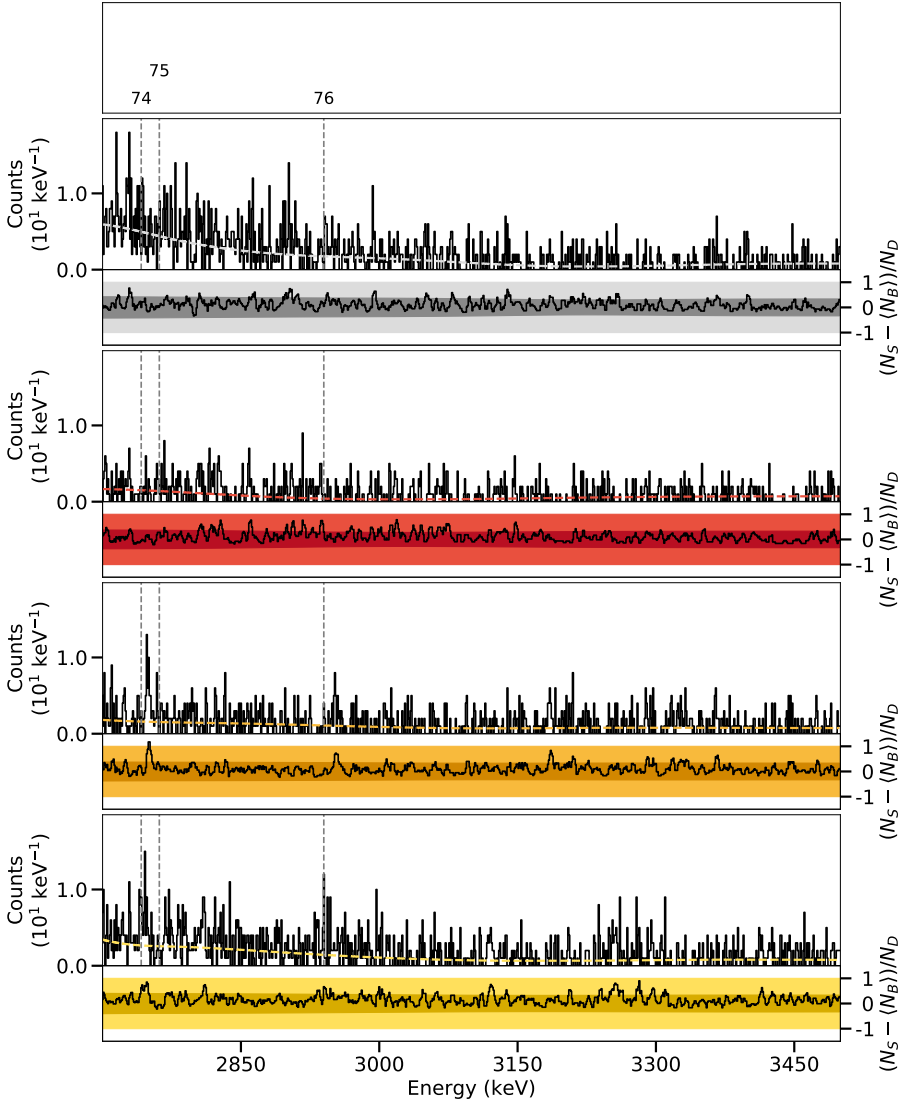 75
74 76
Counts
(10¹ keV⁻¹)
1.0
0.0
1
0
-1
(N_S − ⟨N_B⟩)/N_D
Counts
(10¹ keV⁻¹)
1.0
0.0
1
0
-1
(N_S − ⟨N_B⟩)/N_D
Counts
(10¹ keV⁻¹)
1.0
0.0
1
0
-1
(N_S − ⟨N_B⟩)/N_D
Counts
(10¹ keV⁻¹)
1.0
0.0
1
0
-1
(N_S − ⟨N_B⟩)/N_D
2850 3000 3150 3300 3450
Energy (keV)